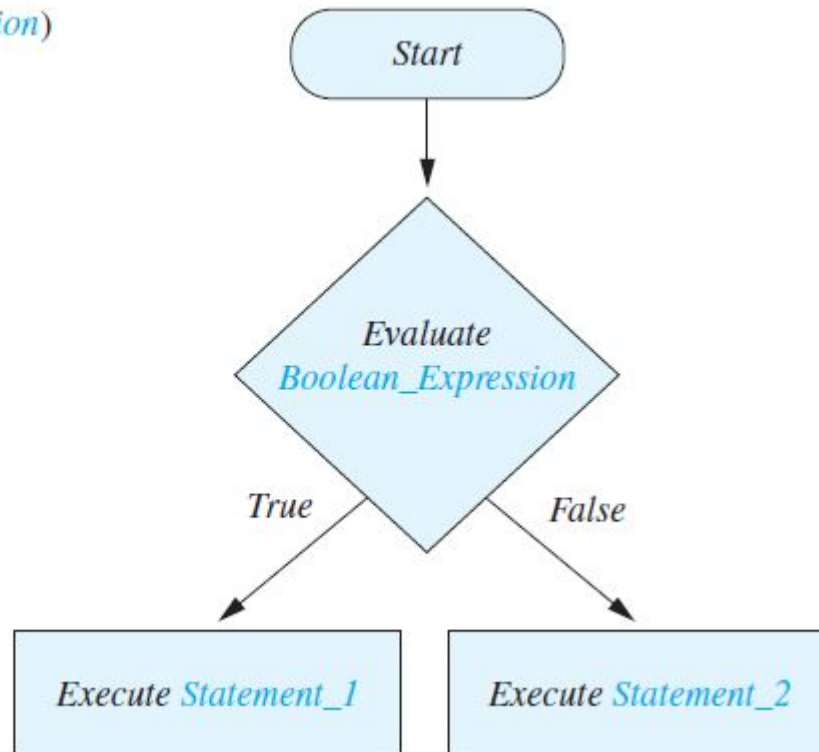 ion)
Start
Evaluate
Boolean_Expression
True
False
Execute Statement_1
Execute Statement_2